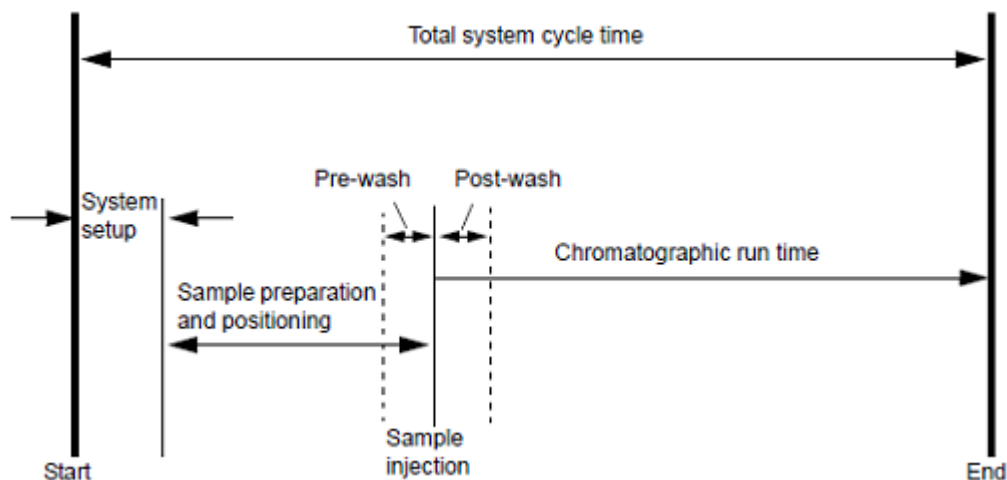 Total system cycle time
Pre-wash
Post-wash
System
setup
Chromatographic run time
Sample preparation
and positioning
Sample
injection
Start
End